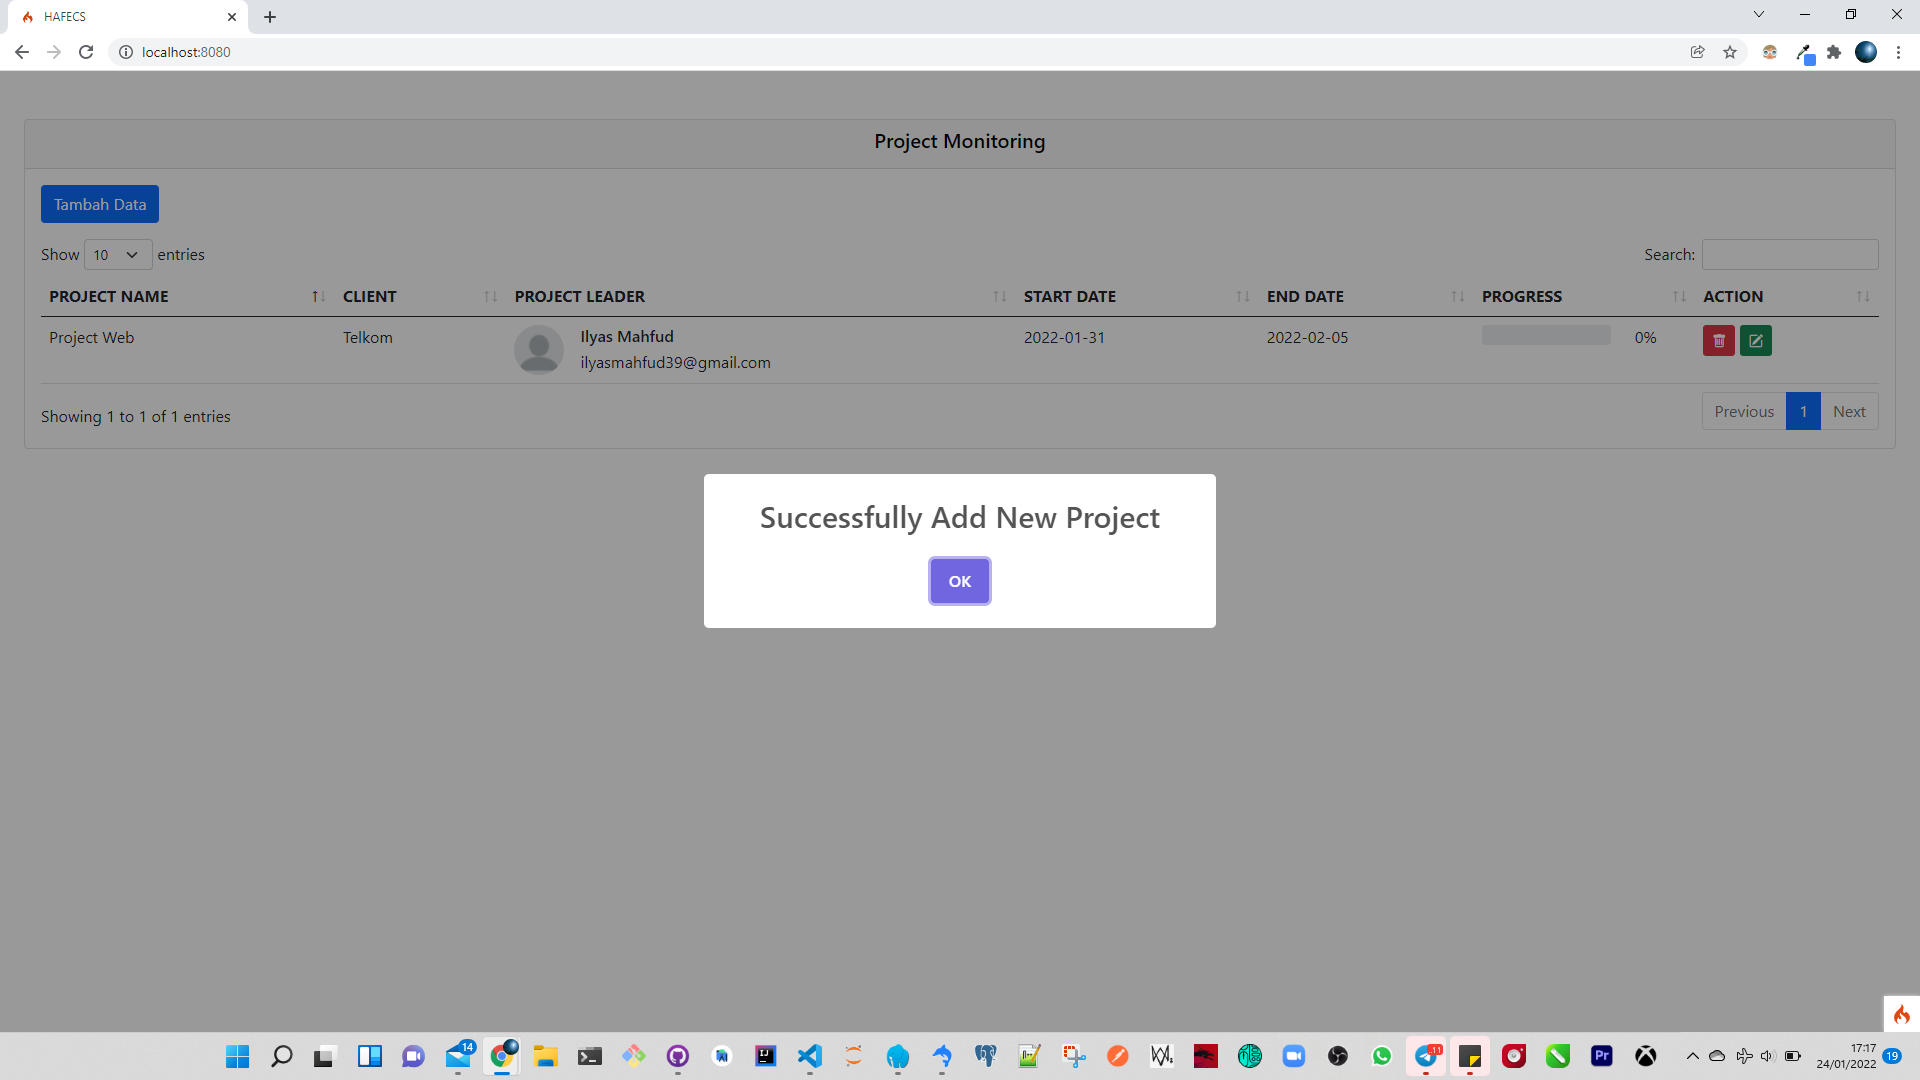 HAFECS
localhost:8080
Project Monitoring
Tambah Data
Show 10 entries
Search:
PROJECT NAME CLIENT PROJECT LEADER START DATE END DATE PROGRESS ACTION
Project Web Telkom Ilyas Mahfud 2022-01-31 2022-02-05 0%
ilyasmahfud39@gmail.com
Showing 1 to 1 of 1 entries
Previous 1 Next
Successfully Add New Project
OK
14
IJ
11
Pr
17:17
24/01/2022
19